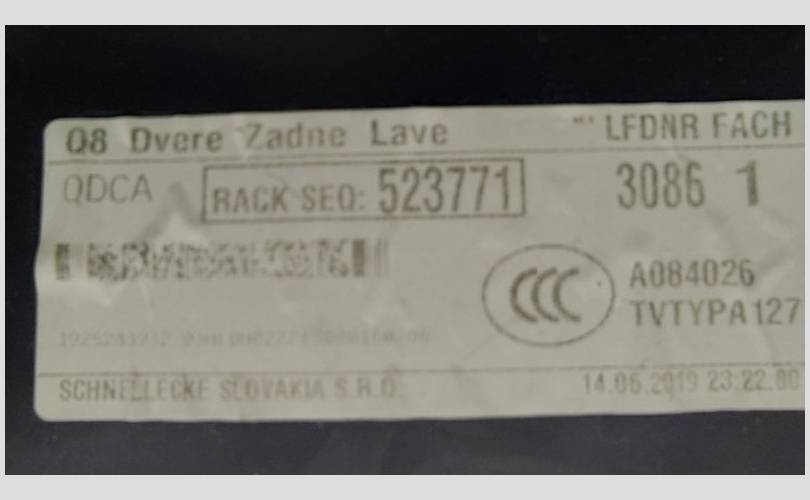 Q8 Dvere Zadne Lave LFDNR FACH
QDCA RACK SEQ: 523771 3086 1
CCC A084026
TVTYPA127
SCHNELLECKE SLOVAKIA S.R.O. 14.06.2019 23:22.00